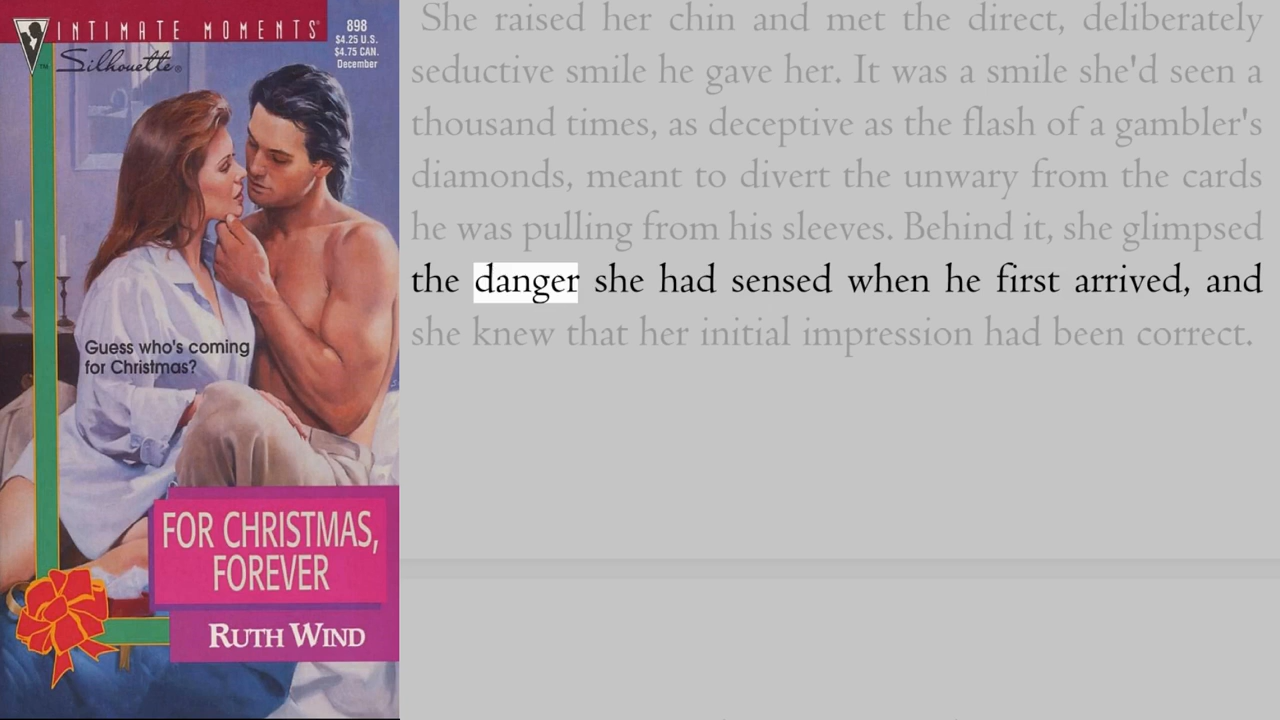 INTIMATE MOMENTS®
898
$4.25 U.S.
$4.75 CAN.
December
TM
Silhouette®
Guess who's coming
for Christmas?
FOR CHRISTMAS,
FOREVER
RUTH WIND
She raised her chin and met the direct, deliberately
seductive smile he gave her. It was a smile she'd seen a
thousand times, as deceptive as the flash of a gambler's
diamonds, meant to divert the unwary from the cards
he was pulling from his sleeves. Behind it, she glimpsed
the danger she had sensed when he first arrived, and
she knew that her initial impression had been correct.